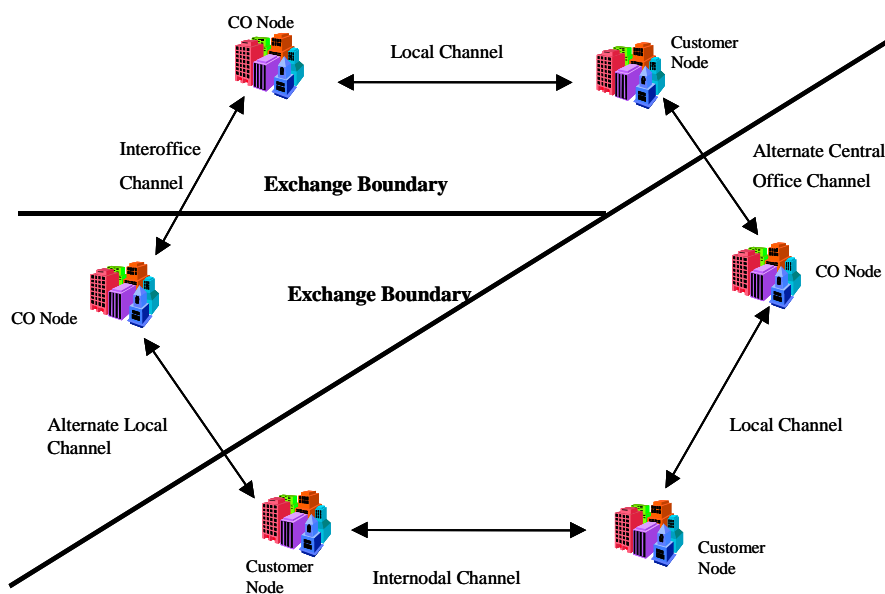 CO Node
Local Channel
Customer
Node
Interoffice
Channel
Alternate Central
Office Channel
Exchange Boundary
Exchange Boundary
CO Node
CO Node
Alternate Local
Channel
Local Channel
Customer
Node
Internodal Channel
Customer
Node